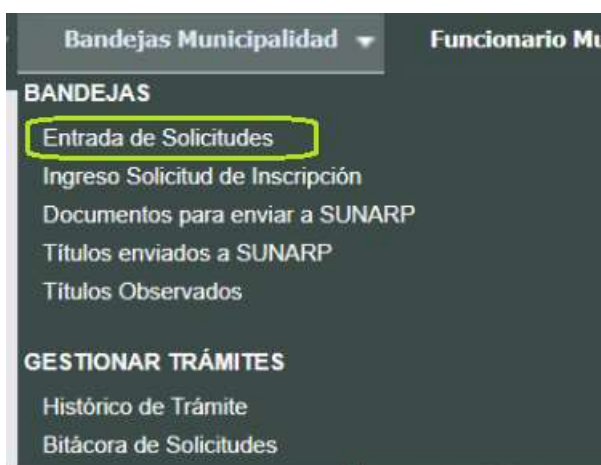 Bandejas Municipalidad Funcionario
BANDEJAS
Entrada de Solicitudes
Ingreso Solicitud de Inscripción
Documentos para enviar a SUNARP
Títulos enviados a SUNARP
Títulos Observados
GESTIONAR TRÁMITES
Histórico de Trámite
Bitácora de Solicitudes